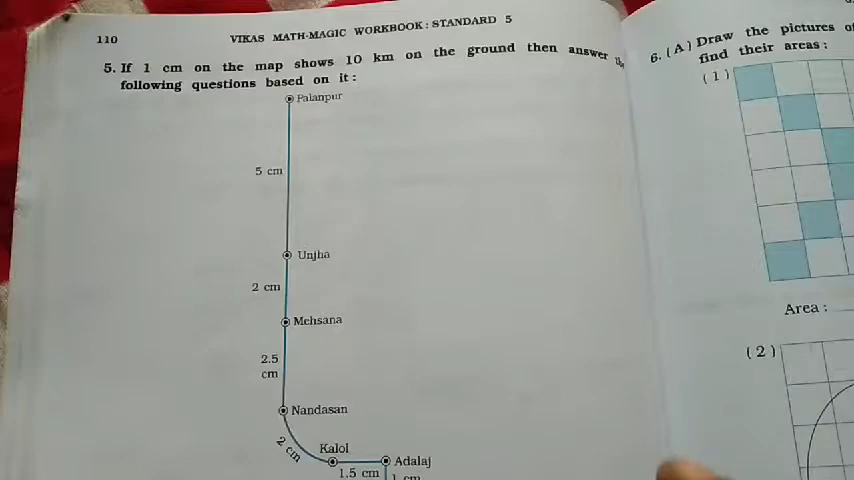 110
VIKAS MATH-MAGIC WORKBOOK : STANDARD 5
5. If 1 cm on the map shows 10 km on the ground then answer
following questions based on it :
Palanpur
5 cm
Unjha
2 cm
Mehsana
2.5
cm
Nandasan
2 cm
Kalol
Adalaj
1.5 cm
1 cm
6. (A) Draw the pictures
find their areas :
(1)
Area :
(2)